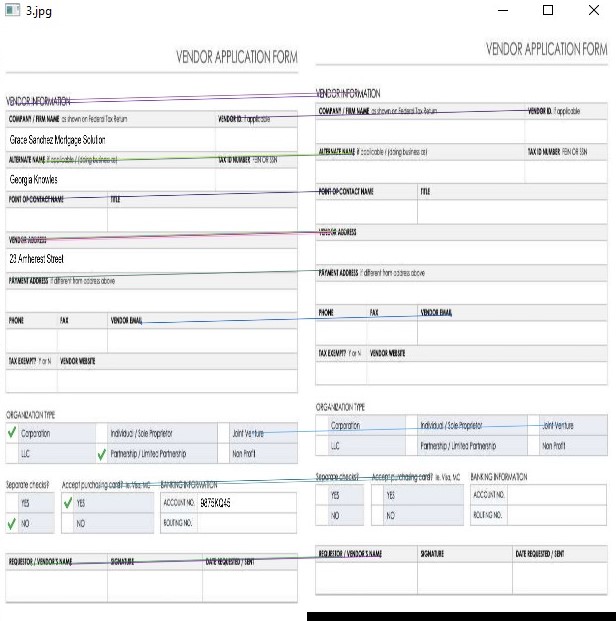 3.jpg
VENDOR APPLICATION FORM
VENDOR INFORMATION
COMPANY / FIRM NAME as shown on Federal Tax Return VENDOR ID. if applicable
Grace Sanchez Mortgage Solution
ALTERNATE NAME if applicable / (doing business as) TAX ID NUMBER FEIN OR SSN
Georgia Knowles
POINT OF CONTACT NAME TITLE
VENDOR ADDRESS
23 Amherest Street
PAYMENT ADDRESS if different from address above
PHONE FAX VENDOR EMAIL
TAX EXEMPT? Y or N VENDOR WEBSITE
ORGANIZATION TYPE
Corporation Individual / Sole Proprietor Joint Venture
LLC Partnership / Limited Partnership Non Profit
Separate checks? Accept purchasing card? ie. Visa, MC BANKING INFORMATION
YES YES ACCOUNT NO. 9875KQ45
NO NO ROUTING NO.
REQUESTOR / VENDOR'S NAME SIGNATURE DATE REQUESTED / SENT
VENDOR APPLICATION FORM
VENDOR INFORMATION
COMPANY / FIRM NAME as shown on Federal Tax Return VENDOR ID. if applicable
ALTERNATE NAME if applicable / (doing business as) TAX ID NUMBER FEIN OR SSN
POINT OF CONTACT NAME TITLE
VENDOR ADDRESS
PAYMENT ADDRESS if different from address above
PHONE FAX VENDOR EMAIL
TAX EXEMPT? Y or N VENDOR WEBSITE
ORGANIZATION TYPE
Corporation Individual / Sole Proprietor Joint Venture
LLC Partnership / Limited Partnership Non Profit
Separate checks? Accept purchasing card? ie. Visa, MC BANKING INFORMATION
YES YES ACCOUNT NO.
NO NO ROUTING NO.
REQUESTOR / VENDOR'S NAME SIGNATURE DATE REQUESTED / SENT